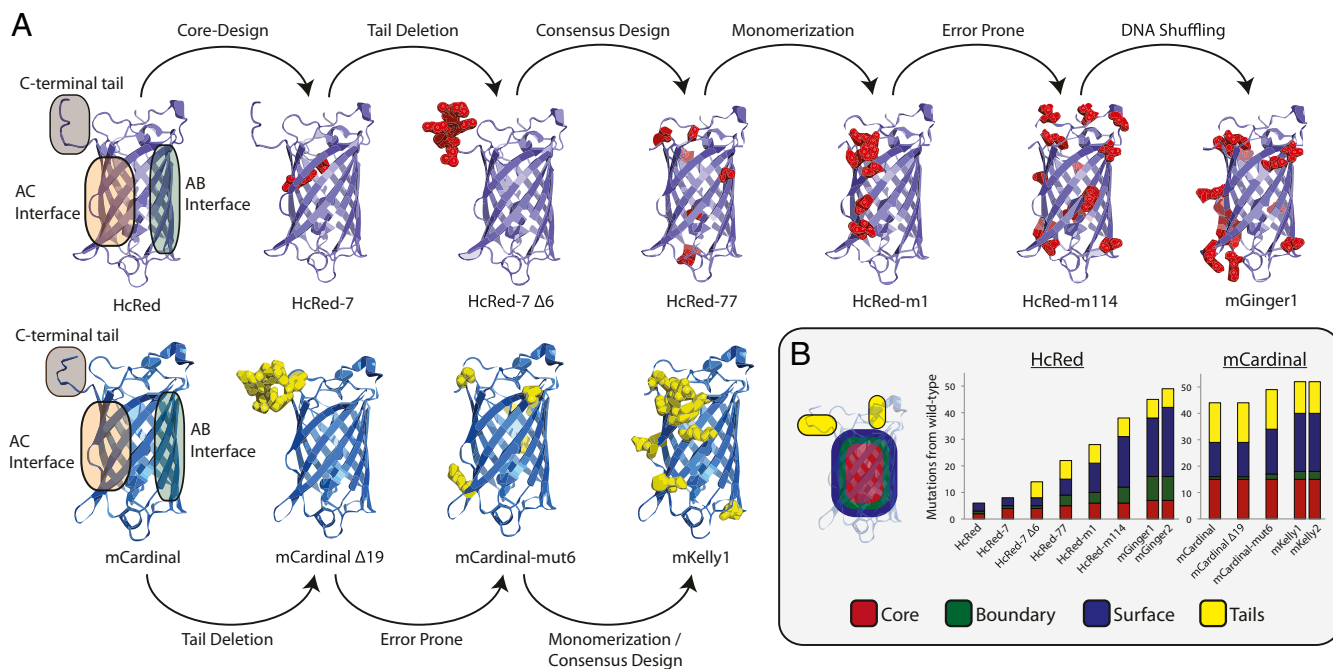 A
Core-Design
Tail Deletion
Consensus Design
Monomerization
Error Prone
DNA Shuffling
C-terminal tail
AC
Interface
AB
Interface
HcRed
HcRed-7
HcRed-7 Δ6
HcRed-77
HcRed-m1
HcRed-m114
mGinger1
C-terminal tail
AC
Interface
AB
Interface
mCardinal
mCardinal Δ19
mCardinal-mut6
mKelly1
Tail Deletion
Error Prone
Monomerization /
Consensus Design
B
HcRed
mCardinal
Mutations from wild-type
50
40
30
20
10
0
HcRed
HcRed-7
HcRed-7 Δ6
HcRed-77
HcRed-m1
HcRed-m114
mGinger1
mGinger2
50
40
30
20
10
0
mCardinal
mCardinal Δ19
mCardinal-mut6
mKelly1
mKelly2
Core
Boundary
Surface
Tails